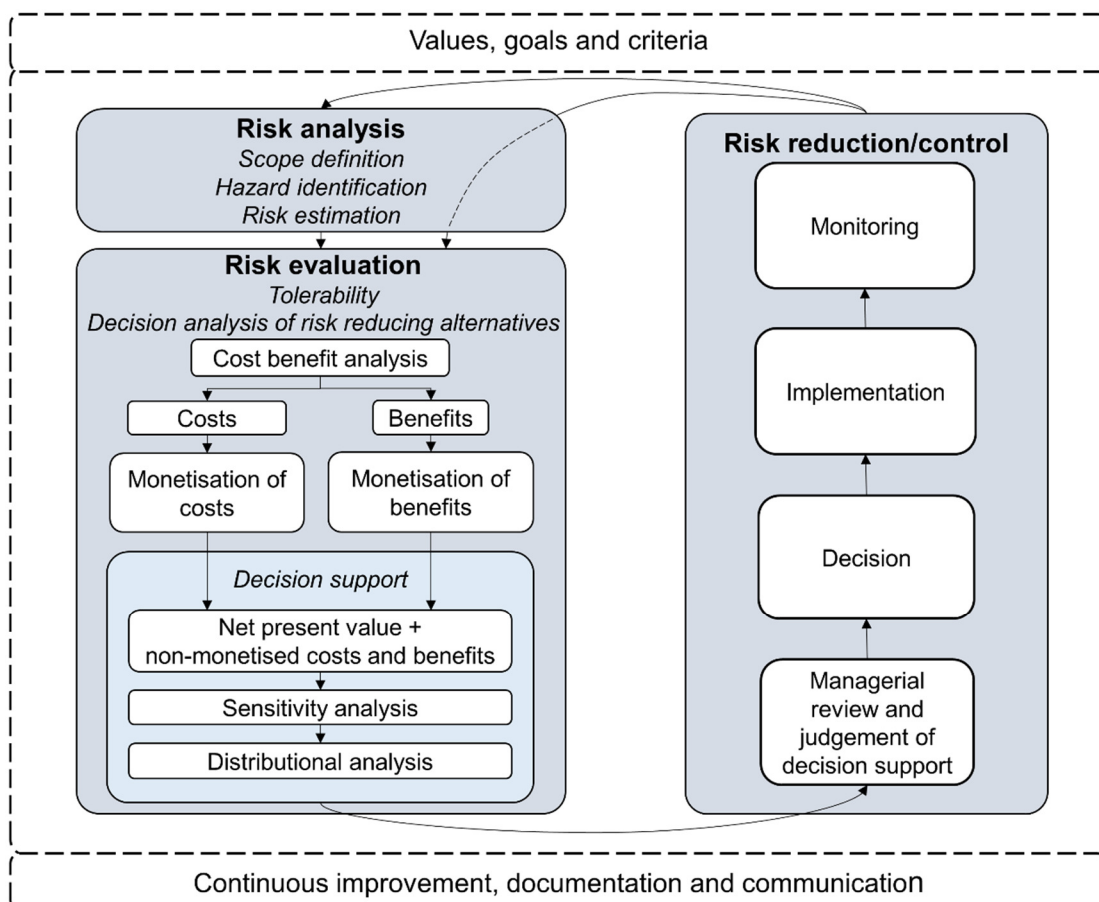 Values, goals and criteria
Risk analysis
Scope definition
Hazard identification
Risk estimation
Risk evaluation
Tolerability
Decision analysis of risk reducing alternatives
Cost benefit analysis
Costs
Benefits
Monetisation of
costs
Monetisation of
benefits
Decision support
Net present value +
non-monetised costs and benefits
Sensitivity analysis
Distributional analysis
Risk reduction/control
Monitoring
Implementation
Decision
Managerial
review and
judgement of
decision support
Continuous improvement, documentation and communication